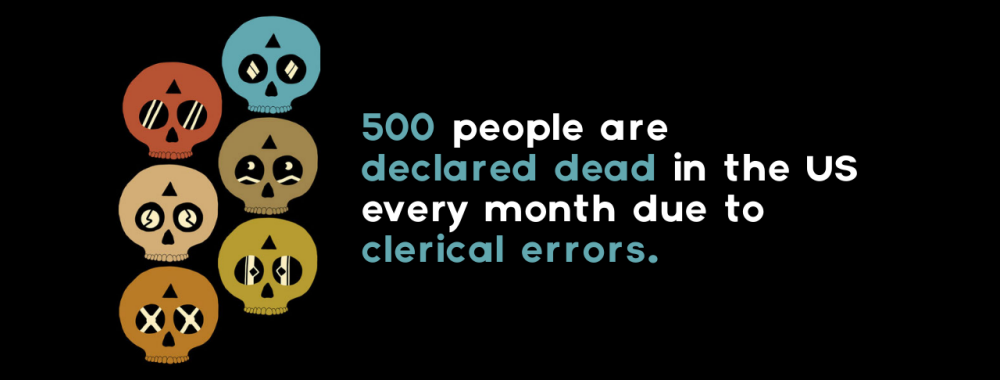 500 people are
declared dead in the US
every month due to
clerical errors.